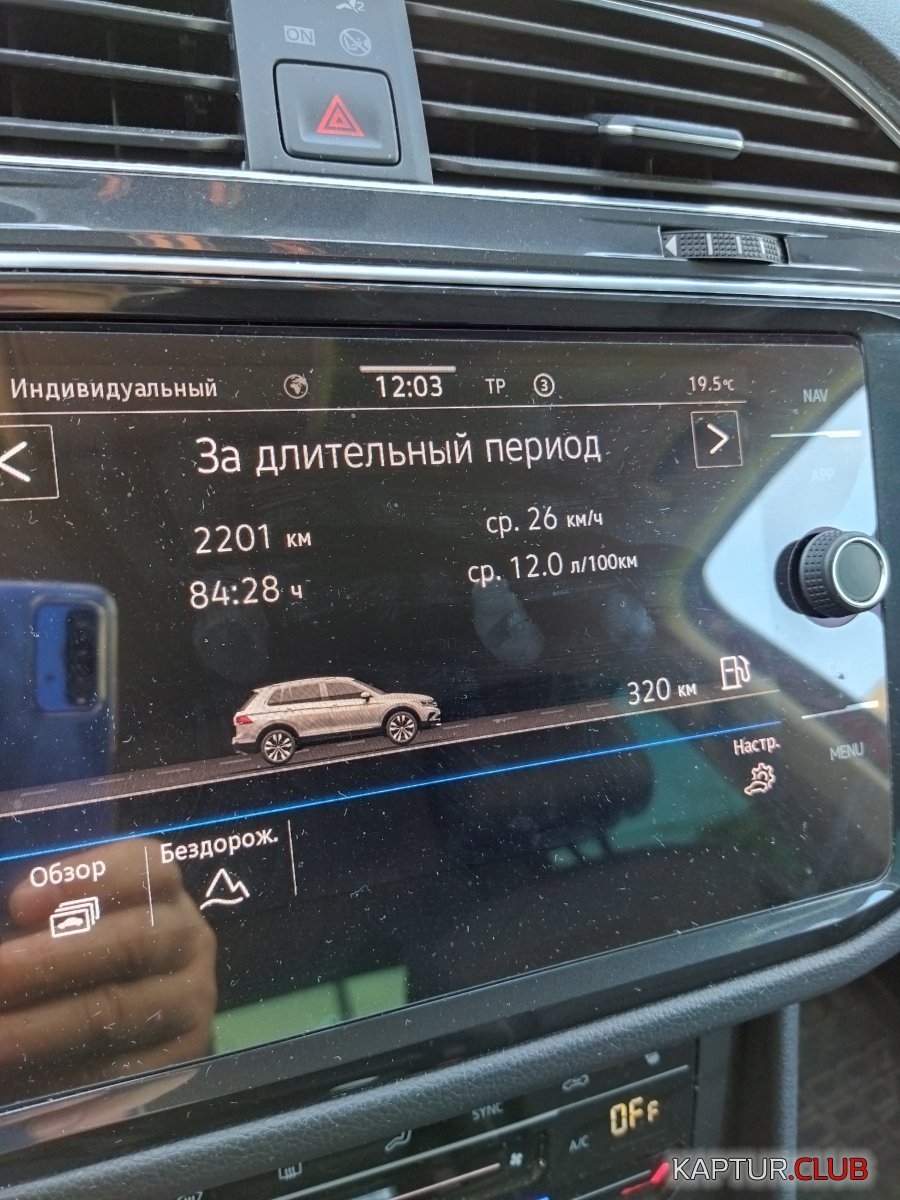 ON
Индивидуальный 12:03 TP 3 19.5°C
NAV
За длительный период
APP
2201 км ср. 26 км/ч
84:28 ч ср. 12.0 л/100км
320 км
Настр.
MENU
Обзор Бездорож.
SYNC
A/C OFF
KAPTUR.CLUB